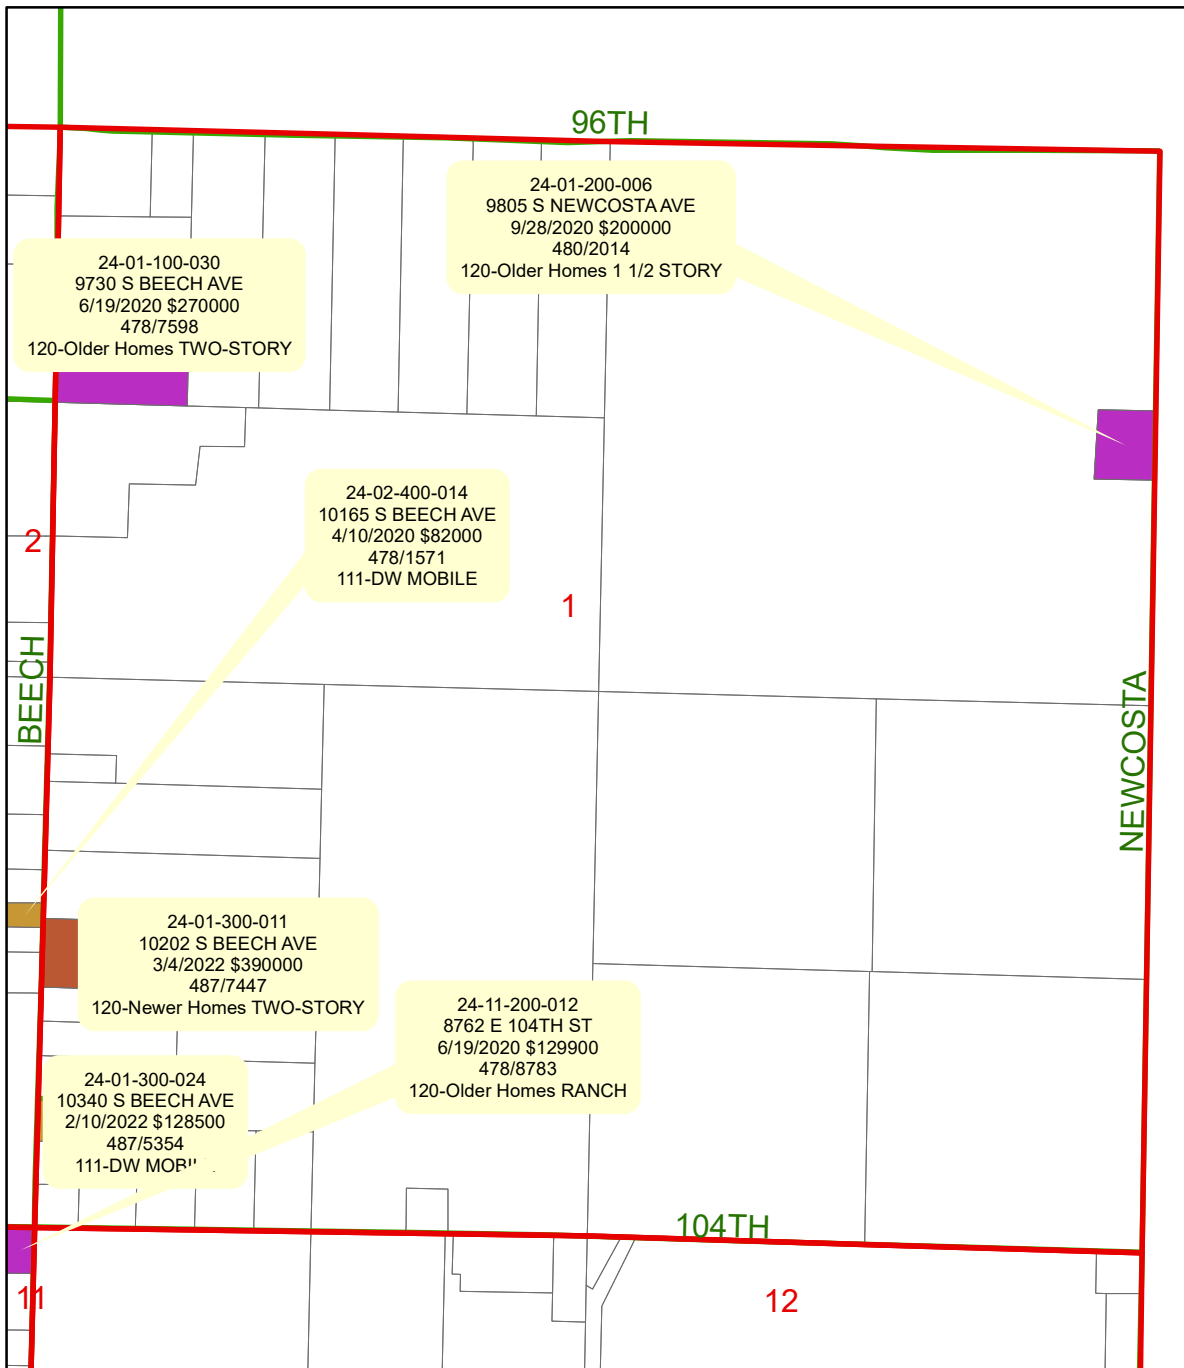 96TH
24-01-200-006
9805 S NEWCOSTA AVE
9/28/2020 $200000
480/2014
120-Older Homes 1 1/2 STORY
24-01-100-030
9730 S BEECH AVE
6/19/2020 $270000
478/7598
120-Older Homes TWO-STORY
24-02-400-014
10165 S BEECH AVE
4/10/2020 $82000
478/1571
111-DW MOBILE
2
1
BEECH
NEWCOSTA
24-01-300-011
10202 S BEECH AVE
3/4/2022 $390000
487/7447
120-Newer Homes TWO-STORY
24-11-200-012
8762 E 104TH ST
6/19/2020 $129900
478/8783
120-Older Homes RANCH
24-01-300-024
10340 S BEECH AVE
2/10/2022 $128500
487/5354
111-DW
104TH
11
12